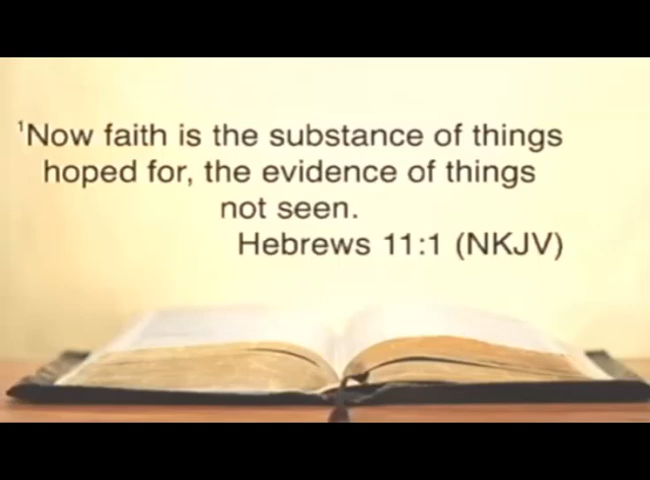 ¹Now faith is the substance of things
hoped for, the evidence of things
not seen.
Hebrews 11:1 (NKJV)